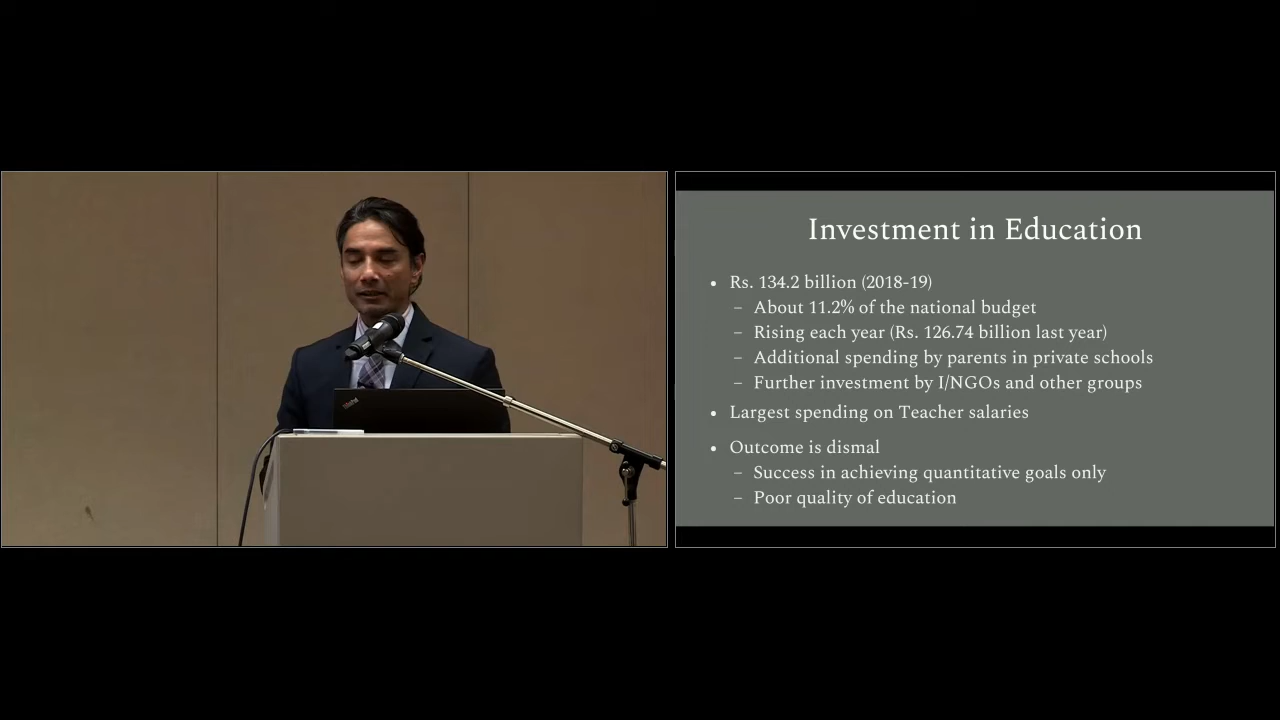 Investment in Education
• Rs. 134.2 billion (2018-19)
– About 11.2% of the national budget
– Rising each year (Rs. 126.74 billion last year)
– Additional spending by parents in private schools
– Further investment by I/NGOs and other groups
• Largest spending on Teacher salaries
• Outcome is dismal
– Success in achieving quantitative goals only
– Poor quality of education